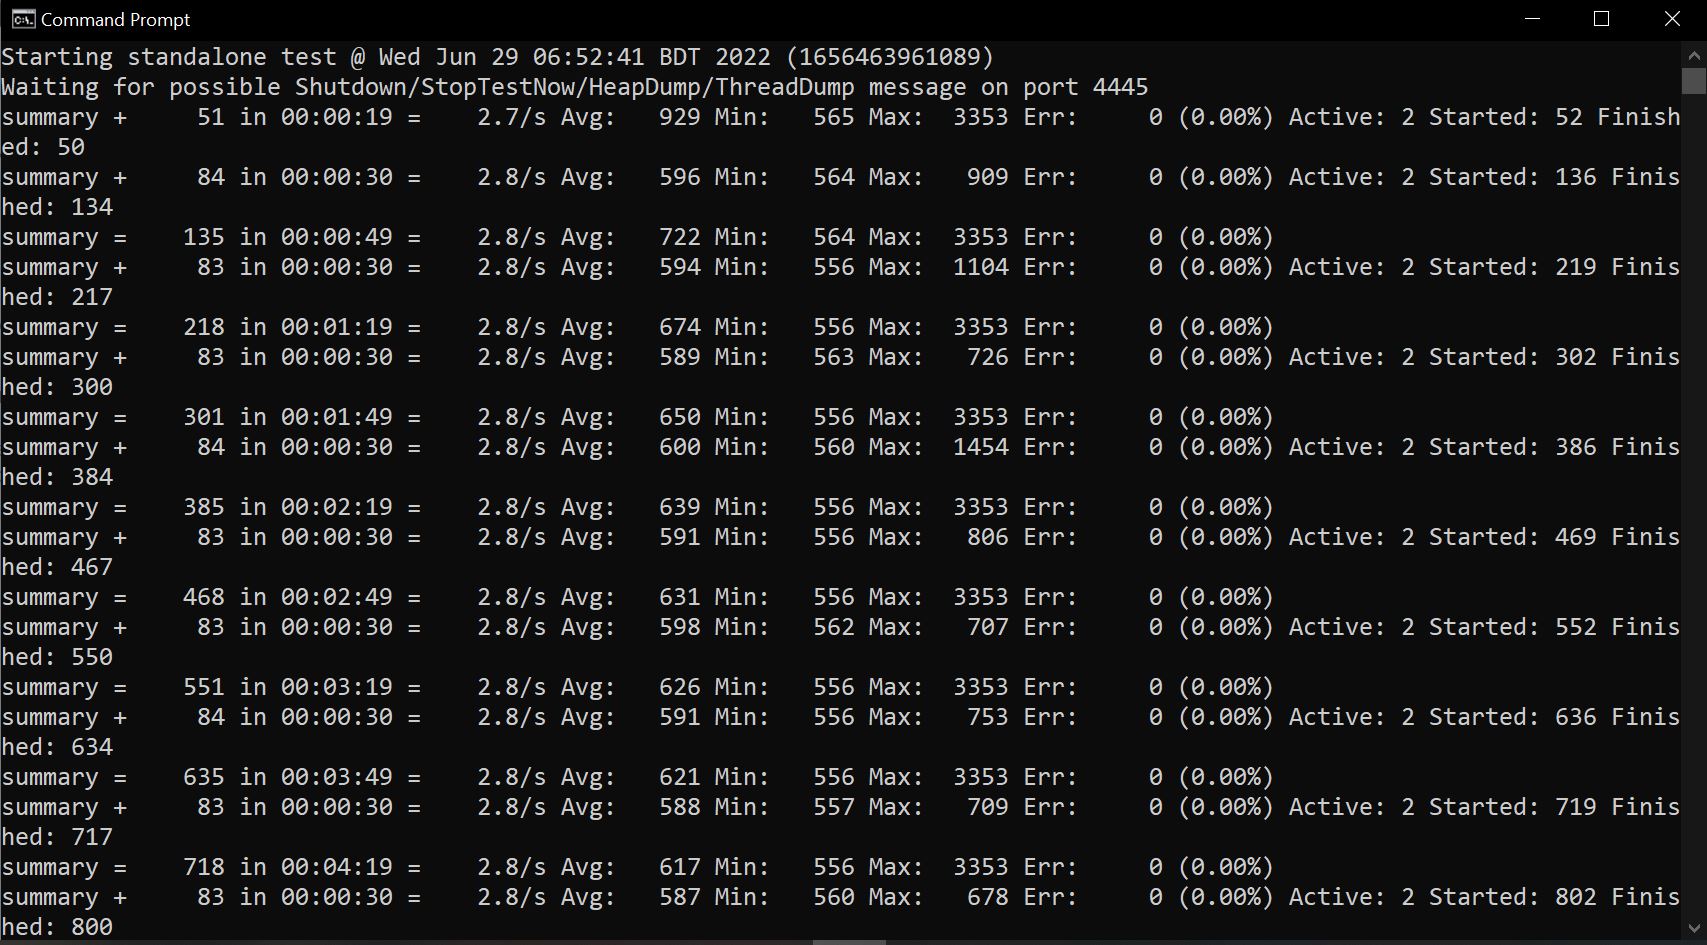 Command Prompt
Starting standalone test @ Wed Jun 29 06:52:41 BDT 2022 (1656463961089)
Waiting for possible Shutdown/StopTestNow/HeapDump/ThreadDump message on port 4445
summary +     51 in 00:00:19 =    2.7/s Avg:   929 Min:   565 Max:  3353 Err:     0 (0.00%) Active: 2 Started: 52 Finish
ed: 50
summary +     84 in 00:00:30 =    2.8/s Avg:   596 Min:   564 Max:   909 Err:     0 (0.00%) Active: 2 Started: 136 Finis
hed: 134
summary =    135 in 00:00:49 =    2.8/s Avg:   722 Min:   564 Max:  3353 Err:     0 (0.00%)
summary +     83 in 00:00:30 =    2.8/s Avg:   594 Min:   556 Max:  1104 Err:     0 (0.00%) Active: 2 Started: 219 Finis
hed: 217
summary =    218 in 00:01:19 =    2.8/s Avg:   674 Min:   556 Max:  3353 Err:     0 (0.00%)
summary +     83 in 00:00:30 =    2.8/s Avg:   589 Min:   563 Max:   726 Err:     0 (0.00%) Active: 2 Started: 302 Finis
hed: 300
summary =    301 in 00:01:49 =    2.8/s Avg:   650 Min:   556 Max:  3353 Err:     0 (0.00%)
summary +     84 in 00:00:30 =    2.8/s Avg:   600 Min:   560 Max:  1454 Err:     0 (0.00%) Active: 2 Started: 386 Finis
hed: 384
summary =    385 in 00:02:19 =    2.8/s Avg:   639 Min:   556 Max:  3353 Err:     0 (0.00%)
summary +     83 in 00:00:30 =    2.8/s Avg:   591 Min:   556 Max:   806 Err:     0 (0.00%) Active: 2 Started: 469 Finis
hed: 467
summary =    468 in 00:02:49 =    2.8/s Avg:   631 Min:   556 Max:  3353 Err:     0 (0.00%)
summary +     83 in 00:00:30 =    2.8/s Avg:   598 Min:   562 Max:   707 Err:     0 (0.00%) Active: 2 Started: 552 Finis
hed: 550
summary =    551 in 00:03:19 =    2.8/s Avg:   626 Min:   556 Max:  3353 Err:     0 (0.00%)
summary +     84 in 00:00:30 =    2.8/s Avg:   591 Min:   556 Max:   753 Err:     0 (0.00%) Active: 2 Started: 636 Finis
hed: 634
summary =    635 in 00:03:49 =    2.8/s Avg:   621 Min:   556 Max:  3353 Err:     0 (0.00%)
summary +     83 in 00:00:30 =    2.8/s Avg:   588 Min:   557 Max:   709 Err:     0 (0.00%) Active: 2 Started: 719 Finis
hed: 717
summary =    718 in 00:04:19 =    2.8/s Avg:   617 Min:   556 Max:  3353 Err:     0 (0.00%)
summary +     83 in 00:00:30 =    2.8/s Avg:   587 Min:   560 Max:   678 Err:     0 (0.00%) Active: 2 Started: 802 Finis
hed: 800